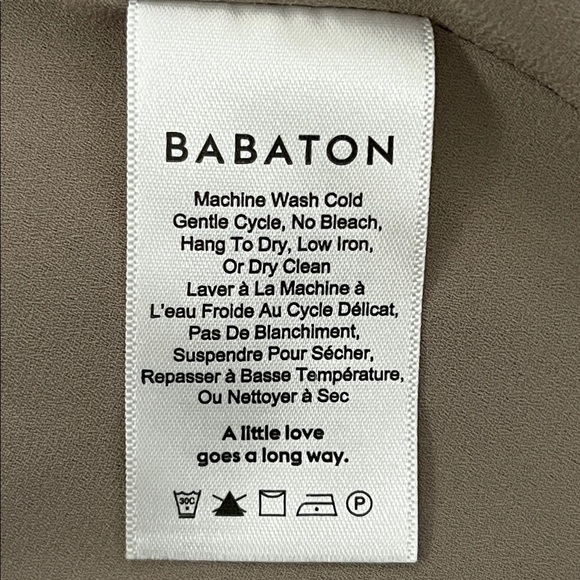 BABATON
Machine Wash Cold
Gentle Cycle, No Bleach,
Hang To Dry, Low Iron,
Or Dry Clean
Laver à La Machine à
L'eau Froide Au Cycle Délicat,
Pas De Blanchiment,
Suspendre Pour Sécher,
Repasser à Basse Température,
Ou Nettoyer à Sec
A little love
goes a long way.
30C P